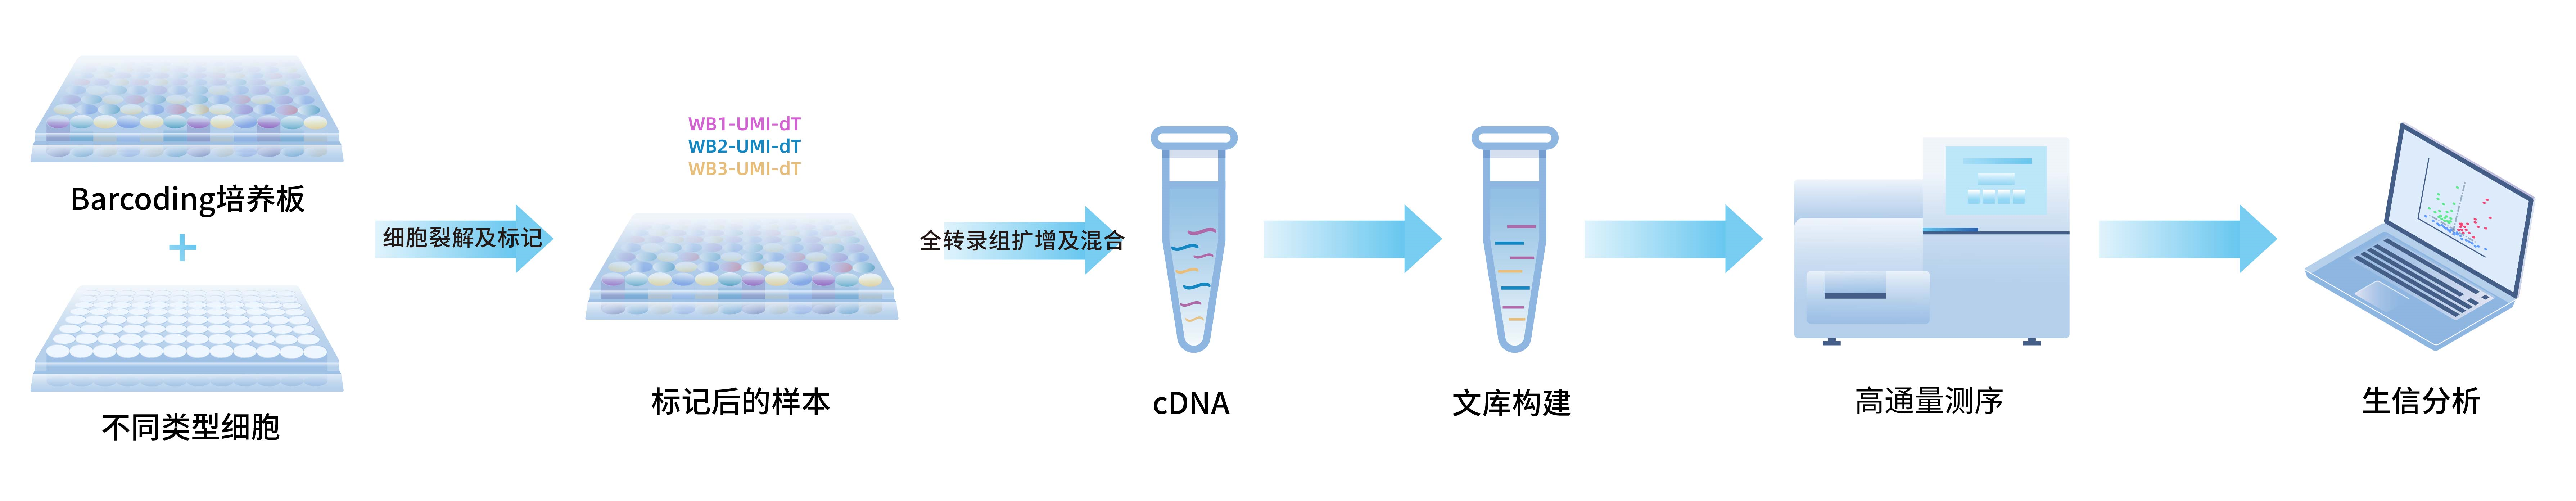 Barcoding培养板
+
不同类型细胞
细胞裂解及标记
WB1-UMI-dT
WB2-UMI-dT
WB3-UMI-dT
标记后的样本
全转录组扩增及混合
cDNA
文库构建
高通量测序
生信分析